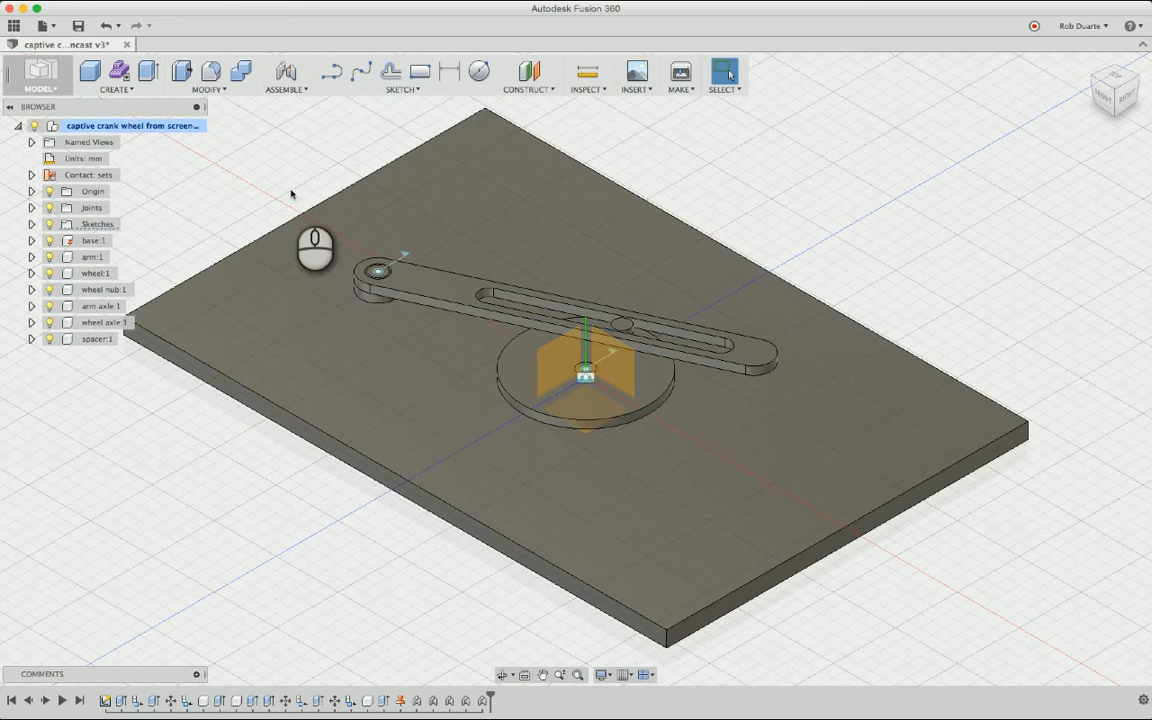 Autodesk Fusion 360
Rob Duarte
captive c...ncast v3*
MODEL
CREATE
MODIFY
ASSEMBLE
SKETCH
CONSTRUCT
INSPECT
INSERT
MAKE
SELECT
BROWSER
captive crank wheel from screen...
Named Views
Units: mm
Contact: sets
Origin
Joints
Sketches
base:1
arm:1
wheel:1
wheel nub:1
arm axle:1
wheel axle:1
spacer:1
FRONT
RIGHT
COMMENTS